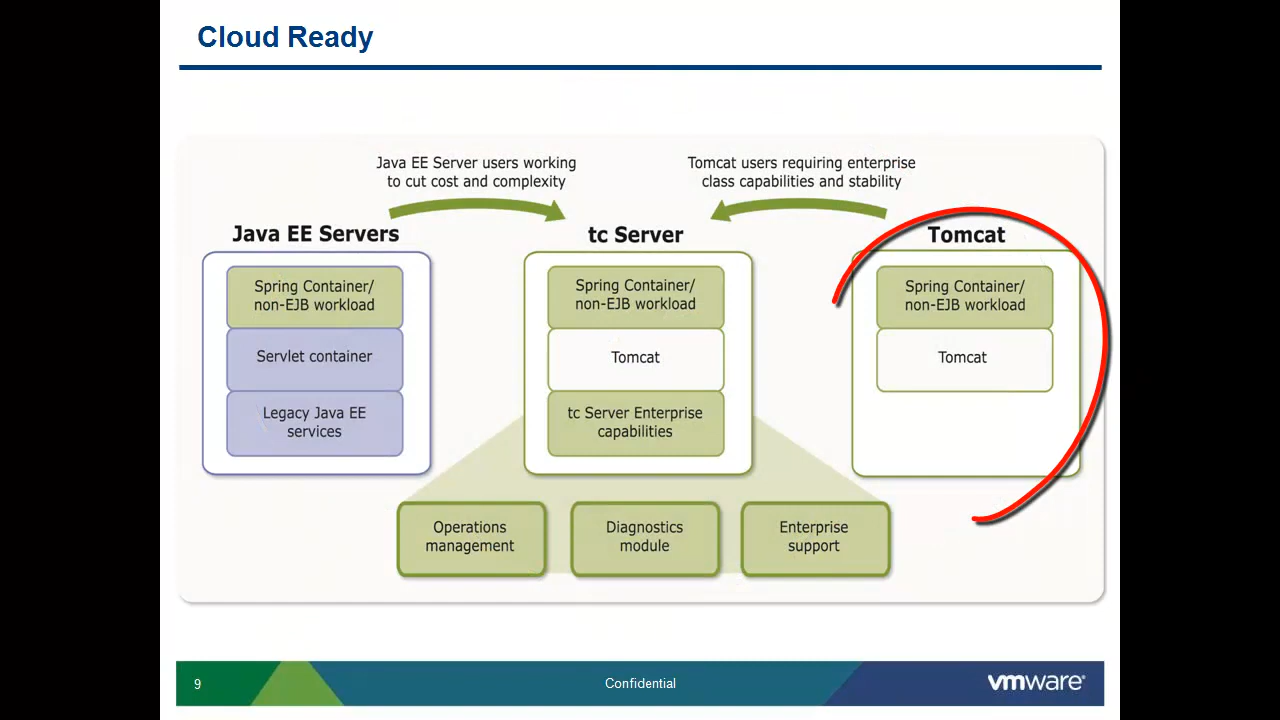 Cloud Ready
Java EE Server users working
to cut cost and complexity
Tomcat users requiring enterprise
class capabilities and stability
Java EE Servers
Spring Container/
non-EJB workload
Servlet container
Legacy Java EE
services
tc Server
Spring Container/
non-EJB workload
Tomcat
tc Server Enterprise
capabilities
Tomcat
Spring Container/
non-EJB workload
Tomcat
Operations
management
Diagnostics
module
Enterprise
support
9
Confidential
vmware®